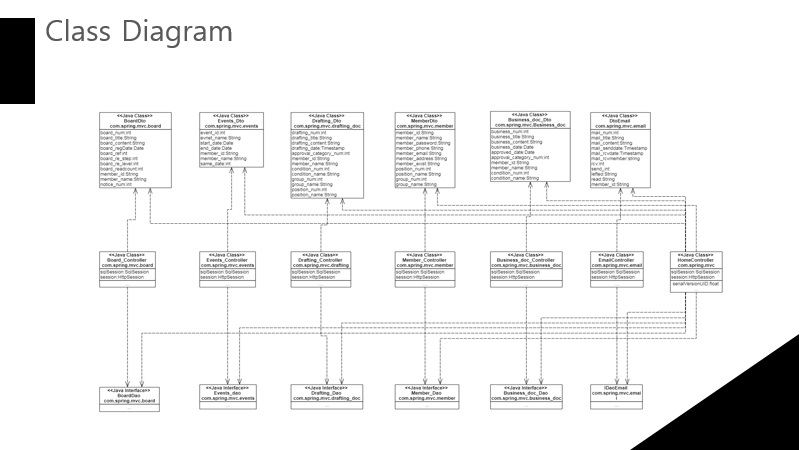 Class Diagram
<<Java Class>>
BoardDto
com.spring.mvc.board
board_num:int
board_title:String
board_content:String
board_regDate:Date
board_ref:int
board_re_step:int
board_re_level:int
board_readcount:int
member_id:String
member_name:String
notice_num:int
<<Java Class>>
Events_Dto
com.spring.mvc.events
event_id:int
evnet_name:String
start_date:Date
end_date:Date
member_id:String
member_name:String
same_date:int
<<Java Class>>
Drafting_Dto
com.spring.mvc.drafting_doc
drafting_num:int
drafting_title:String
drafting_content:String
drafting_date:Timestamp
approval_category_num:int
member_id:String
member_name:String
condition_num:int
condition_name:String
group_num:int
group_name:String
position_num:int
position_name:String
<<Java Class>>
MemberDto
com.spring.mvc.member
member_id:String
member_name:String
member_password:String
member_phone:String
member_email:String
member_address:String
member_exist:int
position_num:int
position_name:String
group_num:int
group_name:String
<<Java Class>>
Business_doc_Dto
com.spring.mvc.Business_doc
business_num:int
business_title:String
business_content:String
business_date:Date
approved_date:Date
approval_category_num:int
member_id:String
member_name:String
condition_num:int
condition_name:String
<<Java Class>>
DtoEmail
com.spring.mvc.email
mail_num:int
mail_title:String
mail_content:String
mail_senddate:Timestamp
mail_rcvdate:Timestamp
mail_rcvmember:String
rcv:int
send_int
leffed:String
read:String
member_id:String
<<Java Class>>
Board_Controller
com.spring.mvc.board
sqlSession:SqlSession
session:HttpSession
<<Java Class>>
Events_Controller
com.spring.mvc.events
sqlSession:SqlSession
session:HttpSession
<<Java Class>>
Drafting_Controller
com.spring.mvc.drafting
sqlSession:SqlSession
session:HttpSession
<<Java Class>>
Member_Controller
com.spring.mvc.member
sqlSession:SqlSession
session:HttpSession
<<Java Class>>
Business_doc_Controller
com.spring.mvc.business_doc
sqlSession:SqlSession
session:HttpSession
<<Java Class>>
EmailController
com.spring.mvc.email
sqlSession:SqlSession
session:HttpSession
<<Java Class>>
HomeController
com.spring.mvc
sqlSession:SqlSession
session:HttpSession
serialVersionUID:float
<<Java Interface>>
BoardDao
com.spring.mvc.board
<<Java Interface>>
Events_dao
com.spring.mvc.events
<<Java Interface>>
Drafting_Dao
com.spring.mvc.drafting_doc
<<Java Interface>>
Member_Dao
com.spring.mvc.member
<<Java Interface>>
Business_doc_Dao
com.spring.mvc.business_doc
IDaoEmail
com.spring.mvc.emai
l